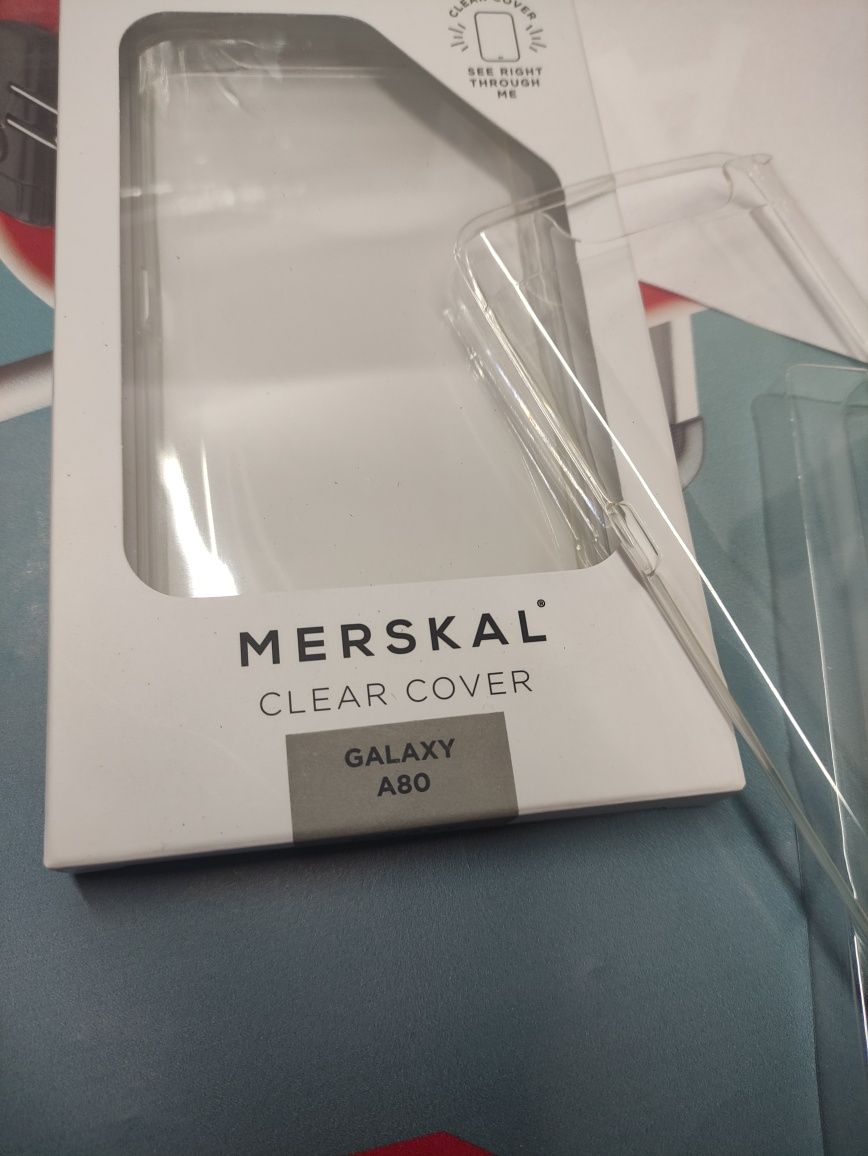 CLEAR COVER
SEE RIGHT
THROUGH
ME
MERSKAL®
CLEAR COVER
GALAXY
A80